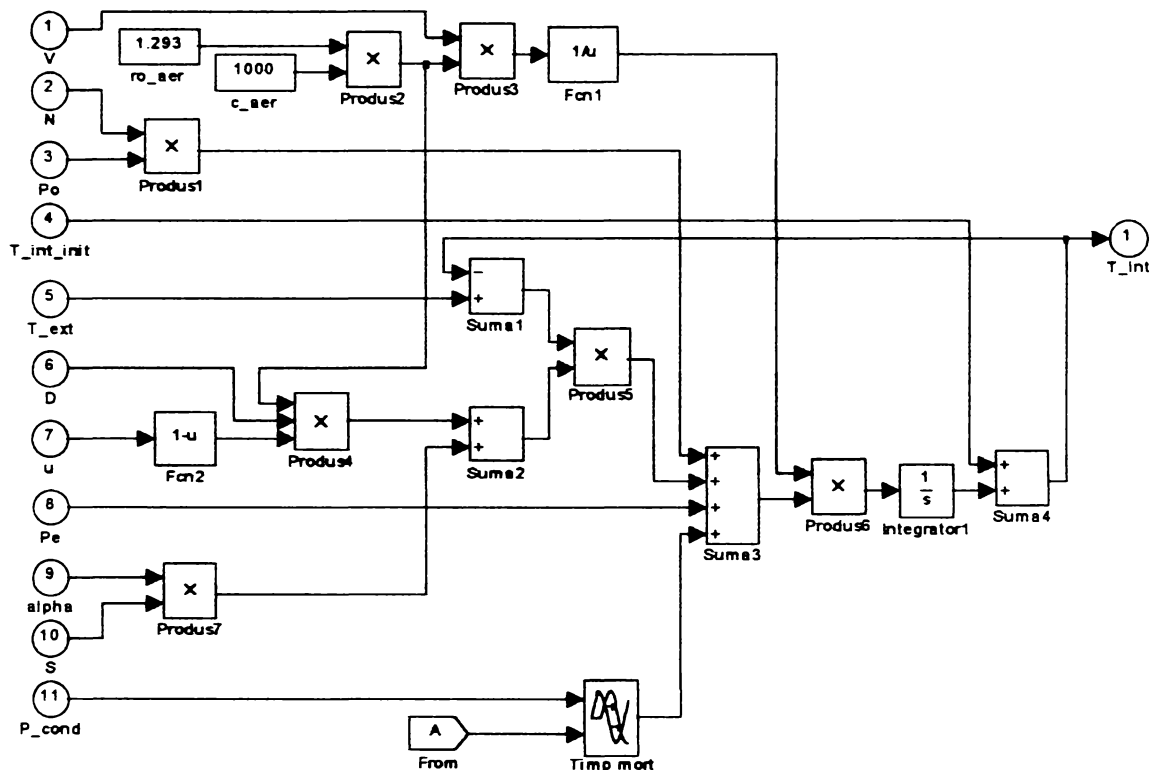 1
V
1.293
ro_aer
1000
c_aer
×
Produs2
×
Produs3
1/u
Fcn1
2
N
3
Po
×
Produs1
4
T_int_init
1
T_int
5
T_ext
−
+
Suma1
×
Produs5
6
D
7
u
1-u
Fcn2
×
Produs4
+
+
Suma2
8
Pe
+
+
+
+
Suma3
×
Produs6
1
s
Integrator1
+
+
Suma4
9
alpha
10
S
×
Produs7
11
P_cond
A
From
Timp mort